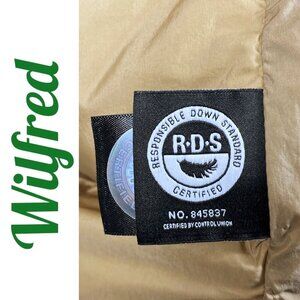 Wilfred
RESPONSIBLE DOWN STANDARD
R·D·S
CERTIFIED
NO. 845837
CERTIFIED BY CONTROL UNION